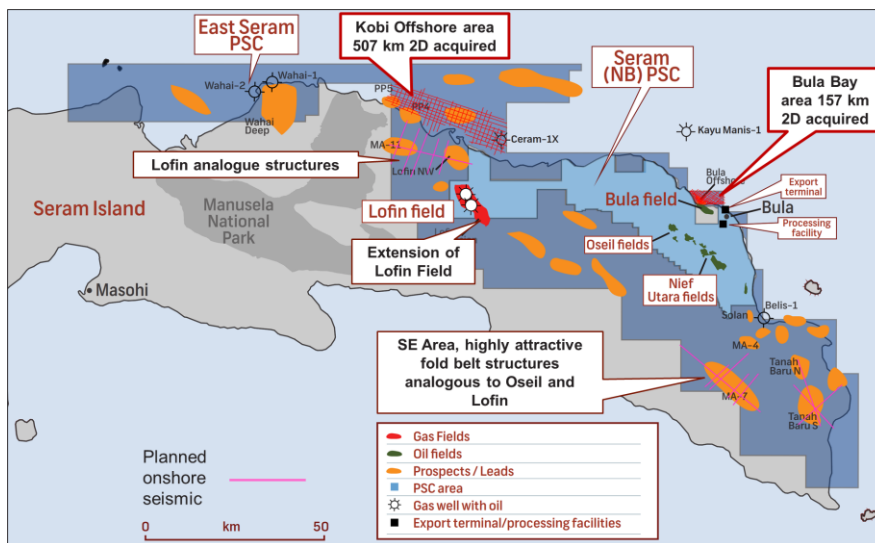 East Seram
PSC
Kobi Offshore area
507 km 2D acquired
Seram
(NB) PSC
Bula Bay
area 157 km
2D acquired
Wahai-2
Wahai-1
Wahai
Deep
PP5
PP4
Ceram-1X
Kayu Manis-1
MA-11
Lofin NW
Lofin analogue structures
Bula
Offshore
Export
terminal
Bula field
Bula
Processing
facility
Seram Island
Manusela
National
Park
Lofin field
Extension of
Lofin Field
Oseil fields
Nief
Utara fields
Masohi
Belis-1
Solan
SE Area, highly attractive
fold belt structures
analogous to Oseil and
Lofin
MA-4
Tanah
Baru N
MA-7
Tanah
Baru S
Planned
onshore
seismic
0 km 50
Gas Fields
Oil fields
Prospects / Leads
PSC area
Gas well with oil
Export terminal/processing facilities